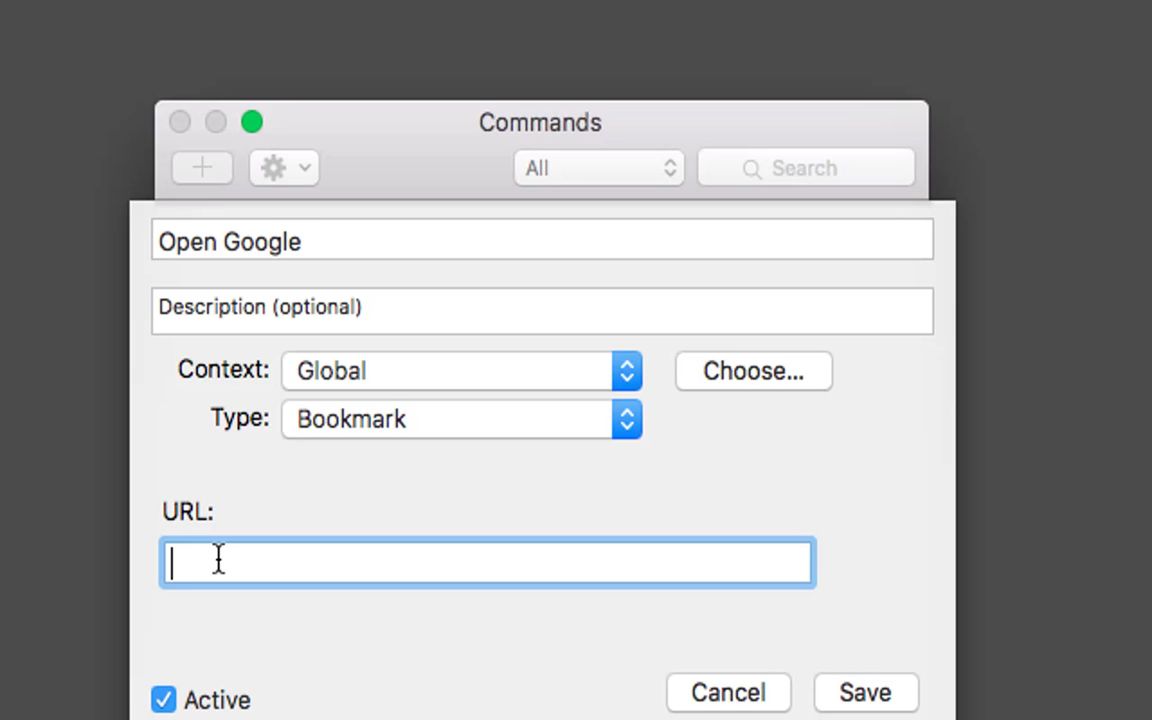 Commands
All
Search
Open Google
Description (optional)
Context: Global Choose...
Type: Bookmark
URL:
Active Cancel Save